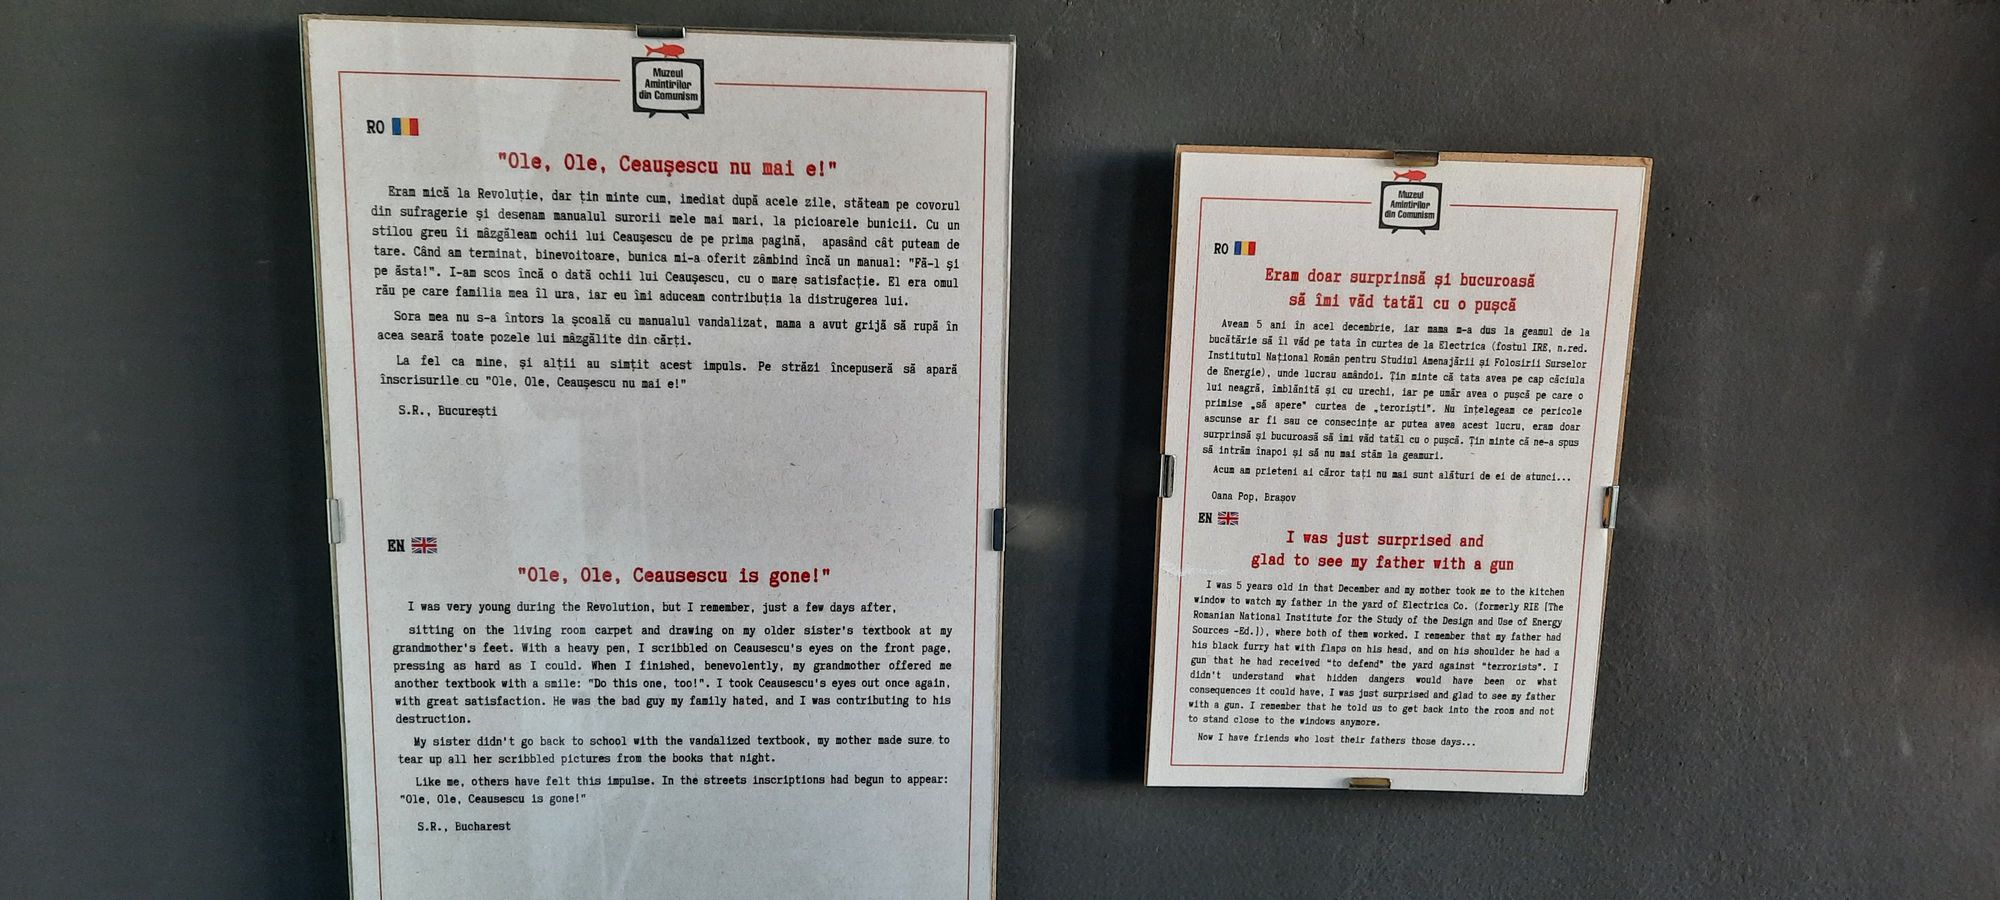 Muzeul
Amintirilor
din Comunism
RO
"Ole, Ole, Ceaușescu nu mai e!"
Eram mică la Revoluție, dar țin minte cum, imediat după acele zile, stăteam pe covorul
din sufragerie și desenam manualul surorii mele mai mari, la picioarele bunicii. Cu un
stilou greu îi mâzgăleam ochii lui Ceaușescu de pe prima pagină, apasând cât puteam de
tare. Când am terminat, binevoitoare, bunica mi-a oferit zâmbind încă un manual: "Fă-l și
pe ăsta!". I-am scos încă o dată ochii lui Ceaușescu, cu o mare satisfacție. El era omul
rău pe care familia mea îl ura, iar eu îmi aduceam contribuția la distrugerea lui.
Sora mea nu s-a întors la școală cu manualul vandalizat, mama a avut grijă să rupă în
acea seară toate pozele lui mâzgălite din cărți.
La fel ca mine, și alții au simțit acest impuls. Pe străzi începuseră să apară
înscrisurile cu "Ole, Ole, Ceaușescu nu mai e!"
S.R., București
EN
"Ole, Ole, Ceausescu is gone!"
I was very young during the Revolution, but I remember, just a few days after,
sitting on the living room carpet and drawing on my older sister's textbook at my
grandmother's feet. With a heavy pen, I scribbled on Ceausescu's eyes on the front page,
pressing as hard as I could. When I finished, benevolently, my grandmother offered me
another textbook with a smile: "Do this one, too!". I took Ceausescu's eyes out once again,
with great satisfaction. He was the bad guy my family hated, and I was contributing to his
destruction.
My sister didn't go back to school with the vandalized textbook, my mother made sure to
tear up all her scribbled pictures from the books that night.
Like me, others have felt this impulse. In the streets inscriptions had begun to appear:
"Ole, Ole, Ceausescu is gone!"
S.R., Bucharest
Muzeul
Amintirilor
din Comunism
RO
Eram doar surprinsă și bucuroasă
să îmi văd tatăl cu o pușcă
Aveam 5 ani în acel decembrie, iar mama m-a dus la geamul de la
bucătărie să îl văd pe tata în curtea de la Electrica (fostul IRE, n.red.
Institutul Național Român pentru Studiul Amenajării și Folosirii Surselor
de Energie), unde lucrau amândoi. Țin minte că tata avea pe cap căciula
lui neagră, îmblănită și cu urechi, iar pe umăr avea o pușcă pe care o
primise „să apere" curtea de „teroriști". Nu înțelegeam ce pericole
ascunse ar fi sau ce consecințe ar putea avea acest lucru, eram doar
surprinsă și bucuroasă să îmi văd tatăl cu o pușcă. Țin minte că ne-a spus
să intrăm înapoi și să nu mai stăm la geamuri.
Acum am prieteni ai căror tați nu mai sunt alături de ei de atunci...
Oana Pop, Brașov
EN
I was just surprised and
glad to see my father with a gun
I was 5 years old in that December and my mother took me to the kitchen
window to watch my father in the yard of Electrica Co. (formerly RIE [The
Romanian National Institute for the Study of the Design and Use of Energy
Sources -Ed.]), where both of them worked. I remember that my father had
his black furry hat with flaps on his head, and on his shoulder he had a
gun that he had received "to defend" the yard against "terrorists". I
didn't understand what hidden dangers would have been or what
consequences it could have, I was just surprised and glad to see my father
with a gun. I remember that he told us to get back into the room and not
to stand close to the windows anymore.
Now I have friends who lost their fathers those days...